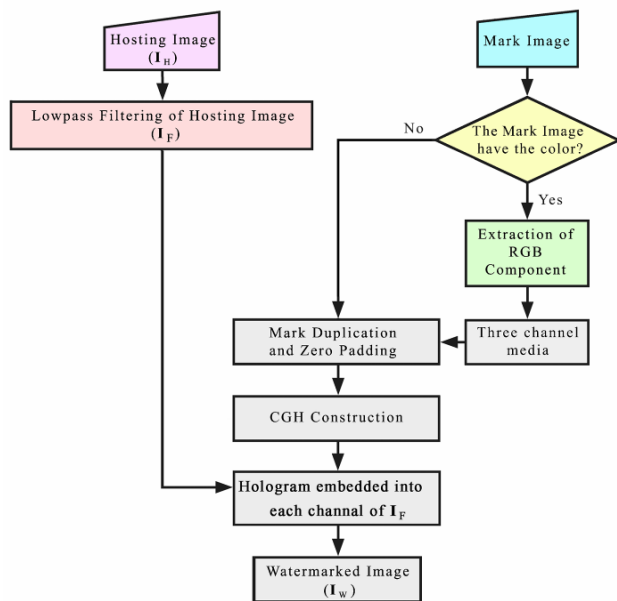 Hosting Image
(I_H)
Mark Image
Lowpass Filtering of Hosting Image
(I_F)
No
The Mark Image
have the color?
Yes
Extraction of
RGB
Component
Mark Duplication
and Zero Padding
Three channel
media
CGH Construction
Hologram embedded into
each channel of I_F
Watermarked Image
(I_W)